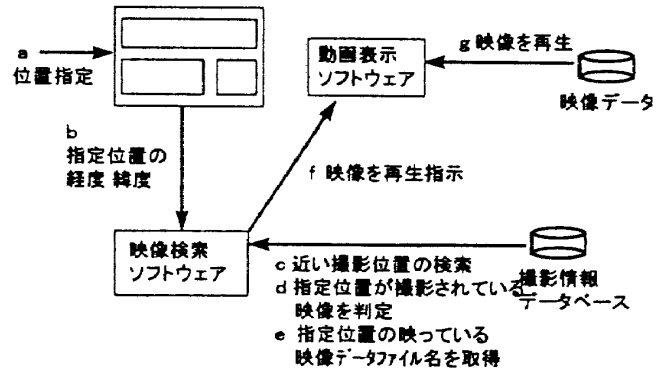 a
位置指定
動画表示
ソフトウェア
g 映像を再生
映像データ
b
指定位置の
経度 緯度
f 映像を再生指示
映像検索
ソフトウェア
c 近い撮影位置の検索
d 指定位置が撮影されている
映像を判定
e 指定位置の映っている
映像データファイル名を取得
撮影情報
データベース